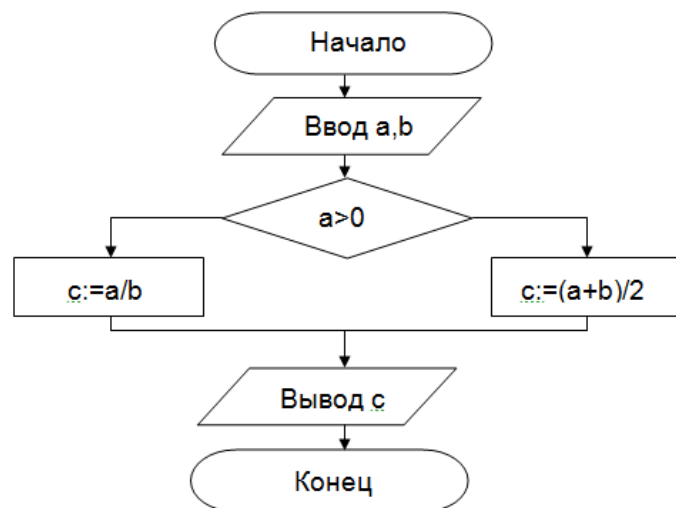 Начало
Ввод a,b
a>0
c:=a/b
c:=(a+b)/2
Вывод c
Конец